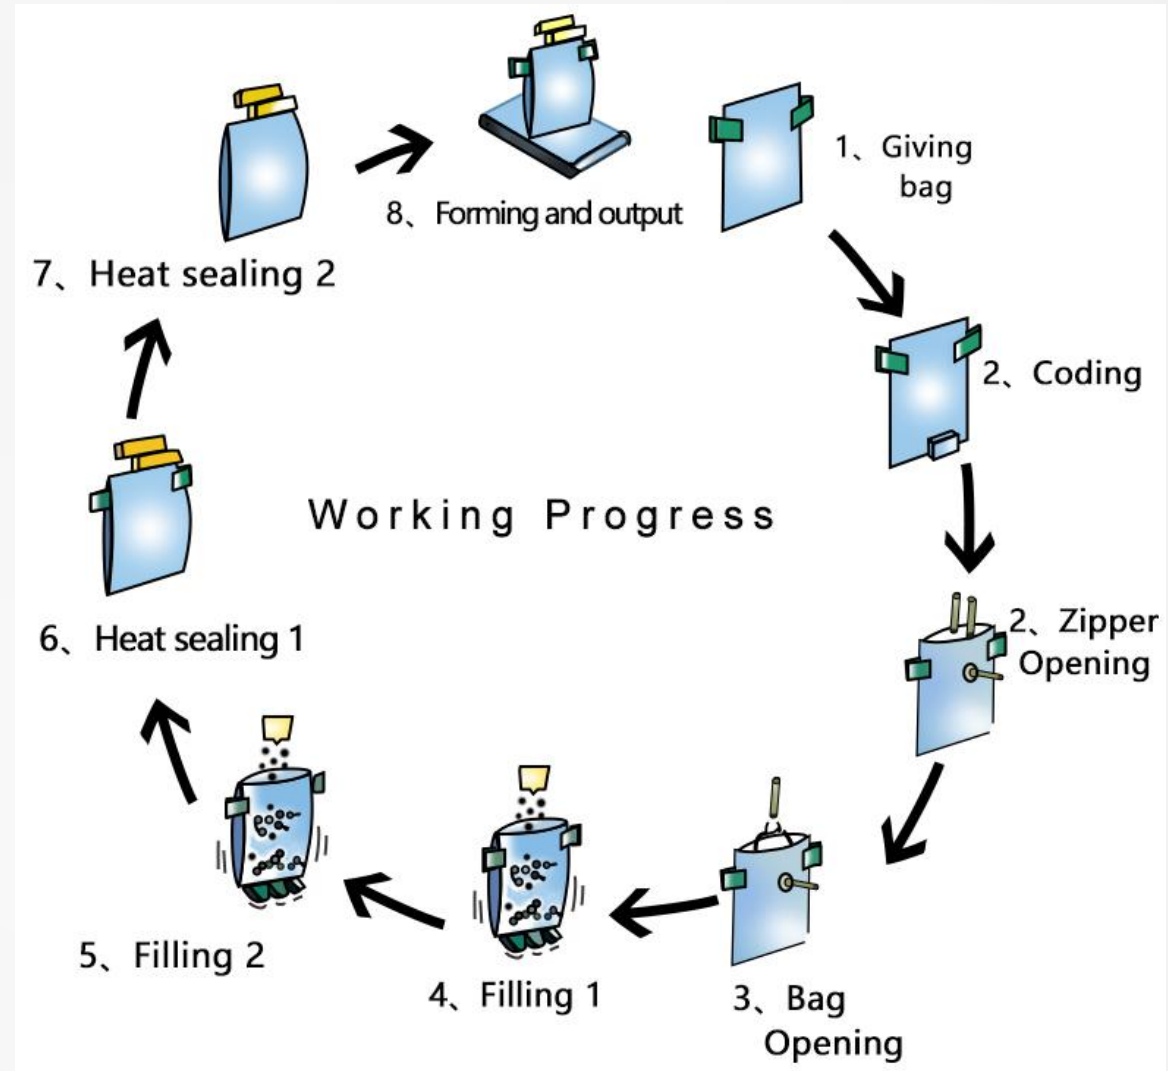 1、Giving
bag
2、Coding
2、Zipper
Opening
3、Bag
Opening
4、Filling 1
5、Filling 2
6、Heat sealing 1
7、Heat sealing 2
8、Forming and output
Working Progress